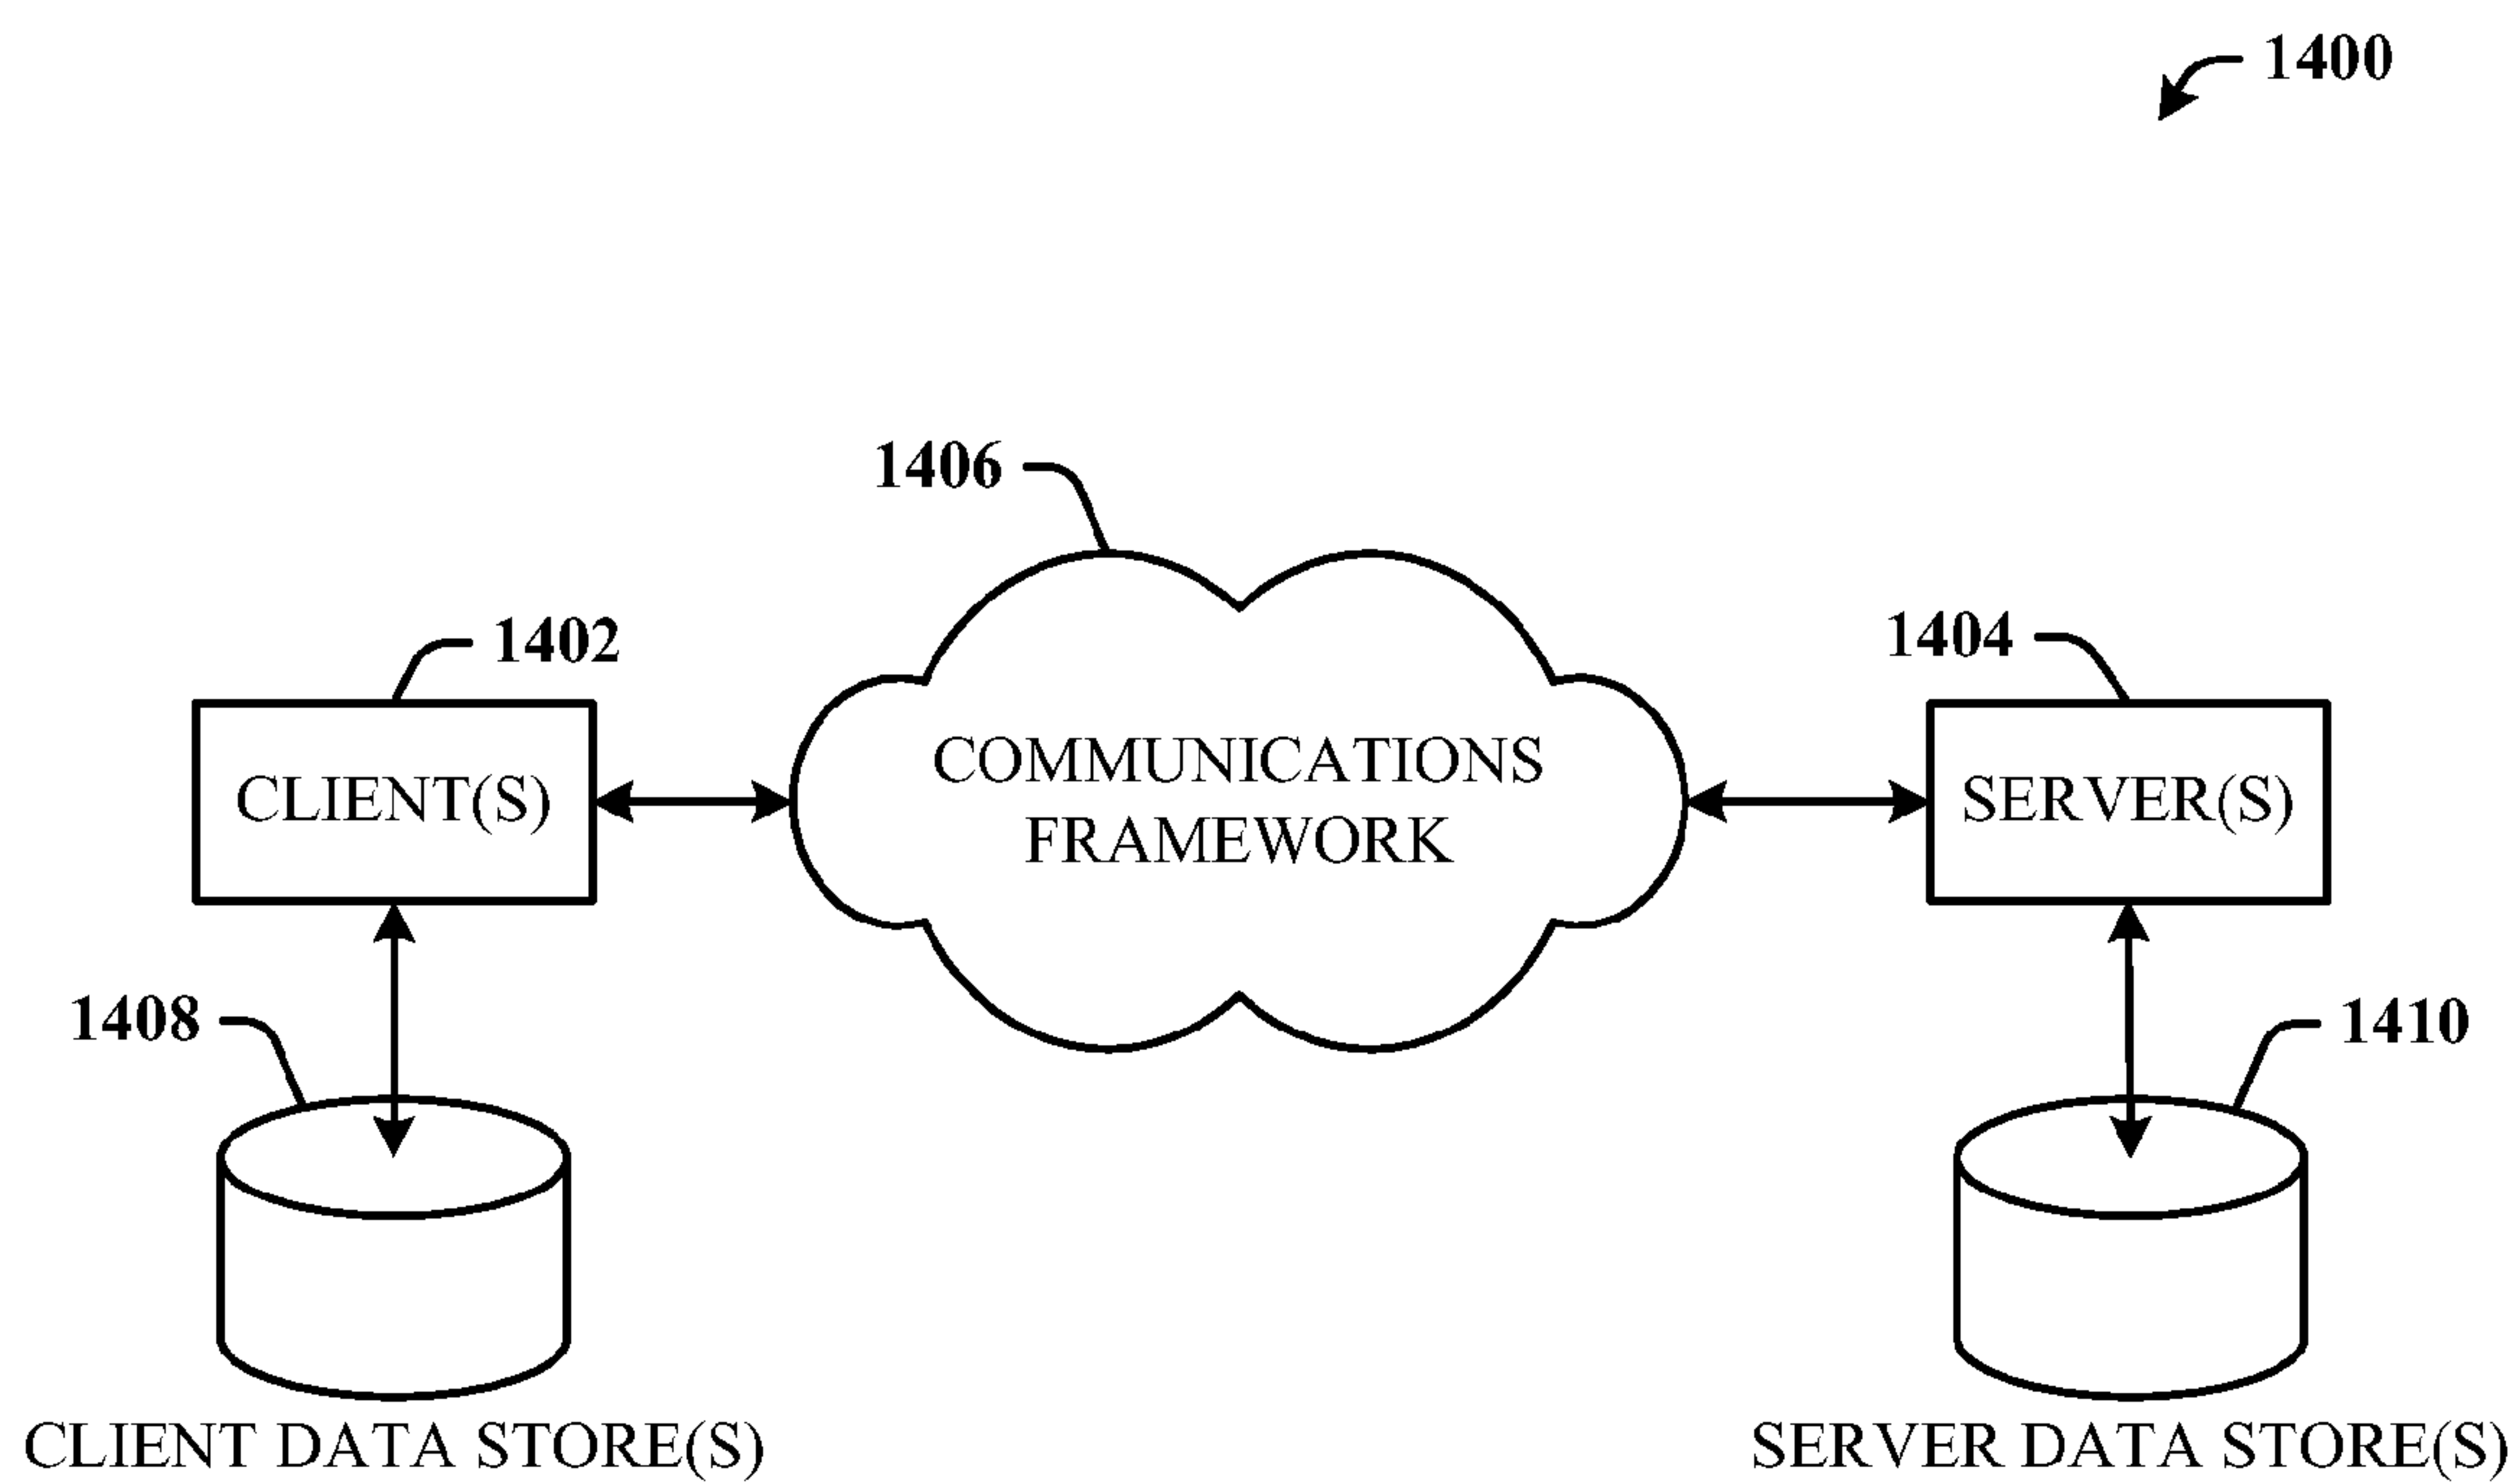 1400
1406
1402
1404
CLIENT(S)
COMMUNICATIONS
FRAMEWORK
SERVER(S)
1408
1410
CLIENT DATA STORE(S)
SERVER DATA STORE(S)